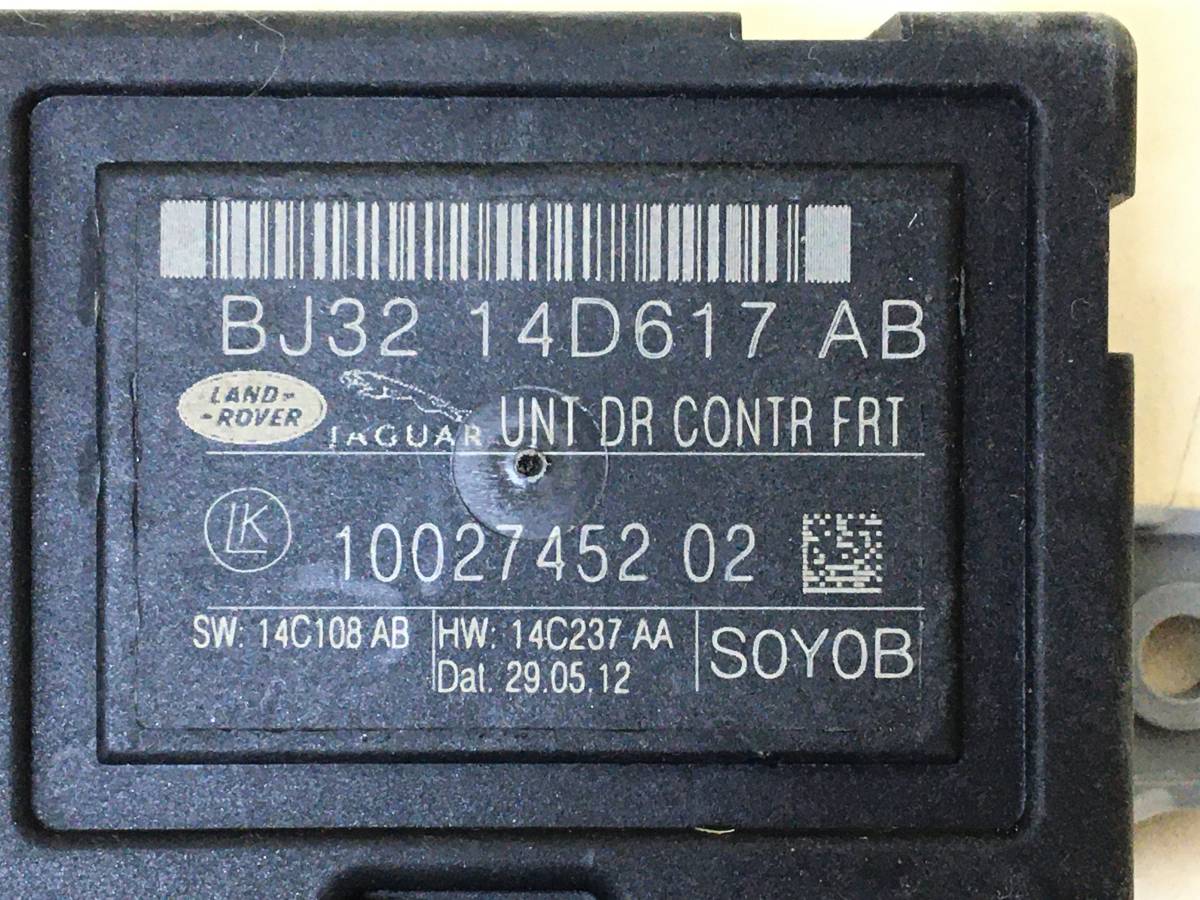 BJ32 14D617 AB
LAND-
-ROVER
JAGUAR UNT DR CONTR FRT
LK 10027452 02
SW: 14C108 AB HW: 14C237 AA
Dat. 29.05.12
SOYOB